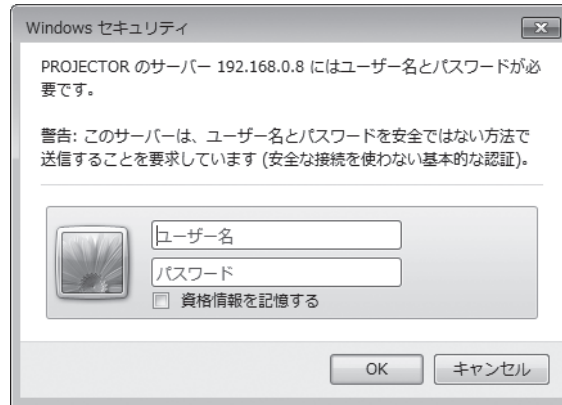 Windows セキュリティ
PROJECTOR のサーバー 192.168.0.8 にはユーザー名とパスワードが必
要です。
警告: このサーバーは、ユーザー名とパスワードを安全ではない方法で
送信することを要求しています (安全な接続を使わない基本的な認証)。
ユーザー名
パスワード
資格情報を記憶する
OK キャンセル